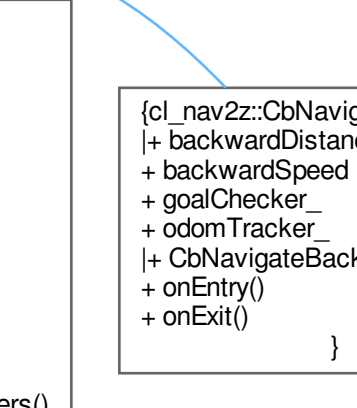 {cl_nav2z::CbNavig
|+ backwardDistanc
+ backwardSpeed
+ goalChecker_
+ odomTracker_
|+ CbNavigateBack
+ onEntry()
+ onExit()
}
ers()